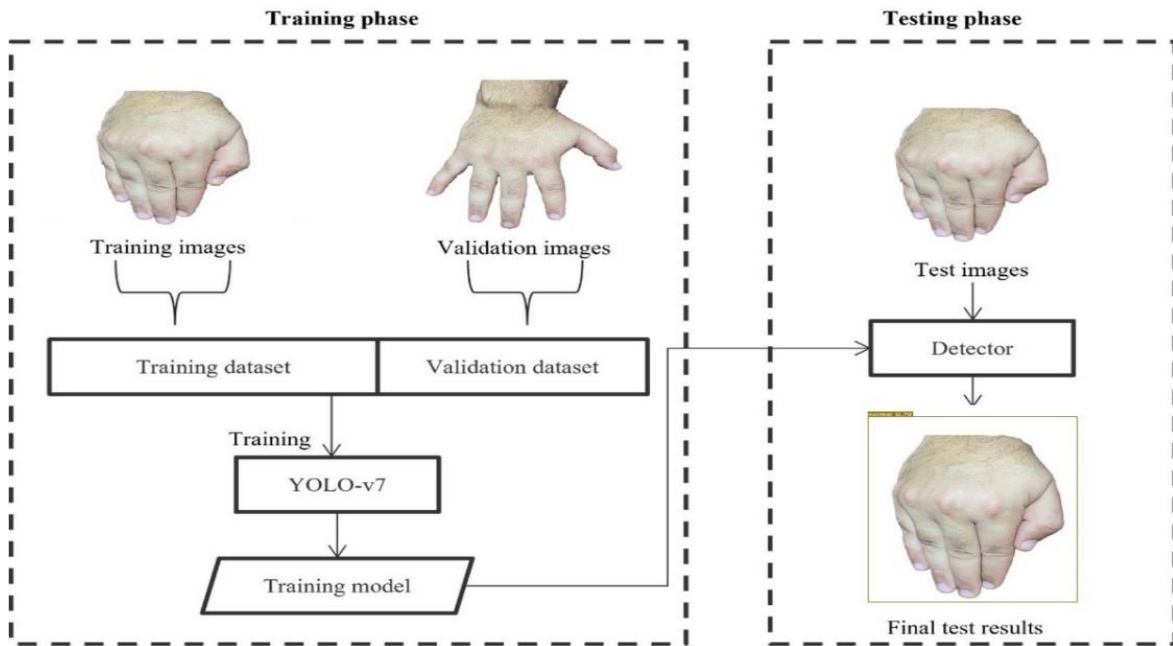 Training phase
Testing phase
Training images
Validation images
Test images
Training dataset
Validation dataset
Detector
Training
YOLO-v7
Training model
Final test results